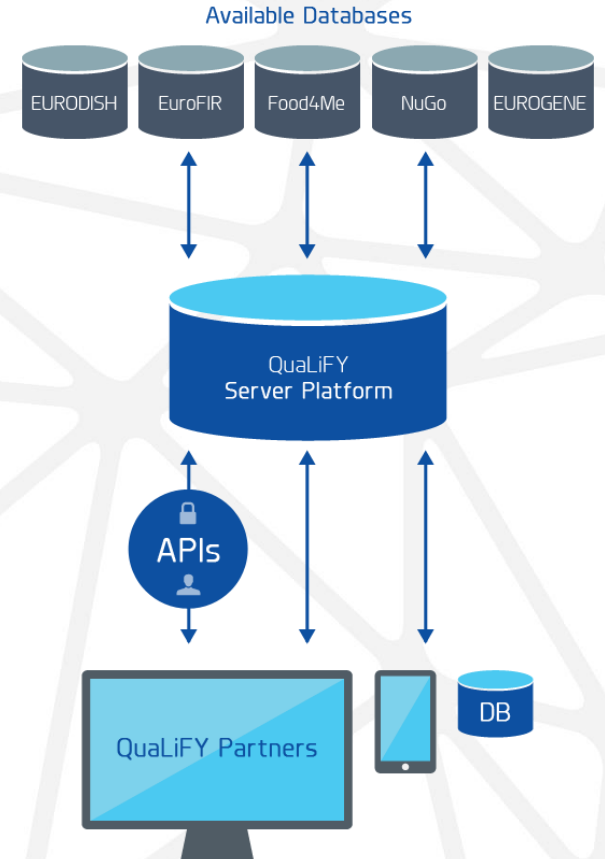 Available Databases
EURODISH
EuroFIR
Food4Me
NuGo
EUROGENE
QuaLiFY
Server Platform
APIs
QuaLiFY Partners
DB